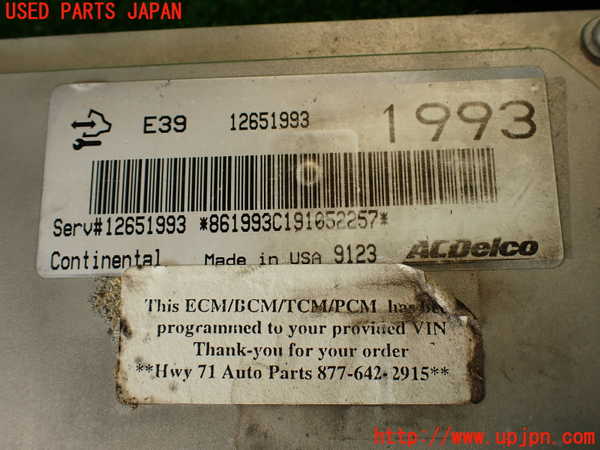 USED PARTS JAPAN
E39 12651993 1993
Serv#12651993 *861993C191052257*
Continental Made in USA 9123 ACDelco
This ECM/BCM/TCM/PCM has been
programmed to your provided VIN
Thank-you for your order
**Hwy 71 Auto Parts 877-642-2915**
http://www.upjpn.com